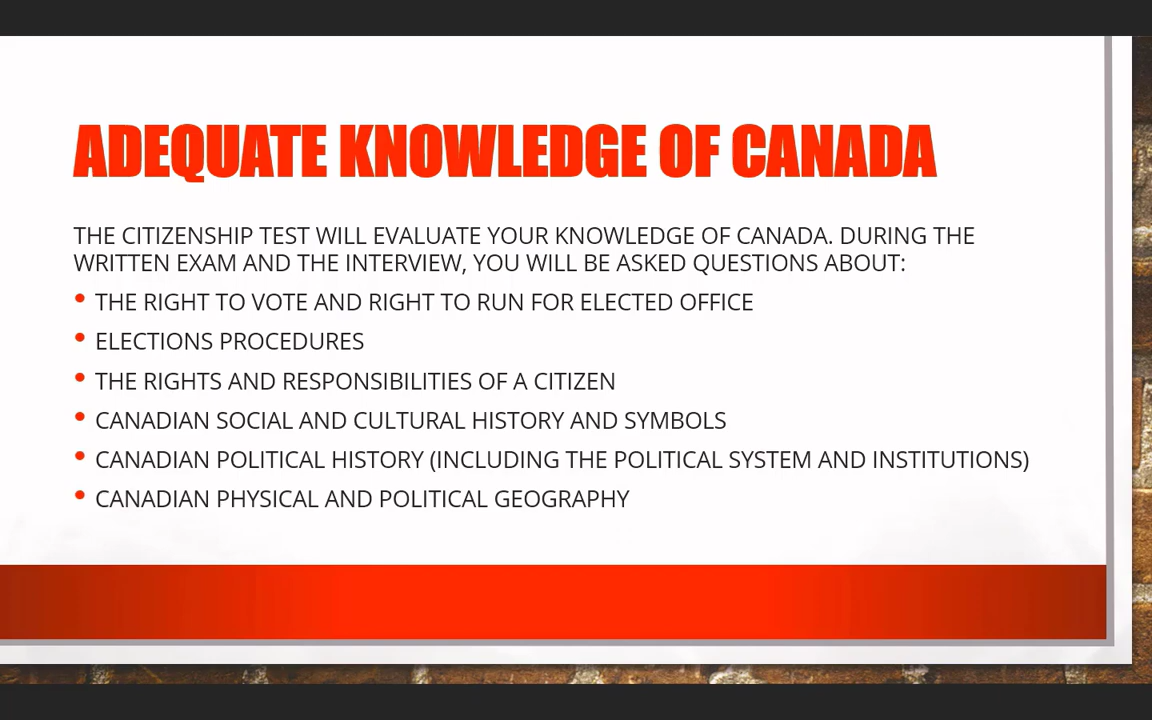 ADEQUATE KNOWLEDGE OF CANADA
THE CITIZENSHIP TEST WILL EVALUATE YOUR KNOWLEDGE OF CANADA. DURING THE
WRITTEN EXAM AND THE INTERVIEW, YOU WILL BE ASKED QUESTIONS ABOUT:
• THE RIGHT TO VOTE AND RIGHT TO RUN FOR ELECTED OFFICE
• ELECTIONS PROCEDURES
• THE RIGHTS AND RESPONSIBILITIES OF A CITIZEN
• CANADIAN SOCIAL AND CULTURAL HISTORY AND SYMBOLS
• CANADIAN POLITICAL HISTORY (INCLUDING THE POLITICAL SYSTEM AND INSTITUTIONS)
• CANADIAN PHYSICAL AND POLITICAL GEOGRAPHY